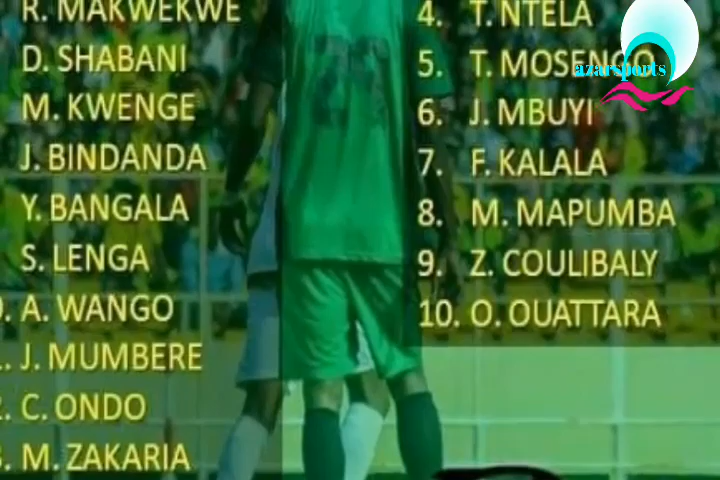 R. MAKWEKWE
D. SHABANI
M. KWENGE
J. BINDANDA
Y. BANGALA
S. LENGA
A. WANGO
J. MUMBERE
C. ONDO
M. ZAKARIA
4. T. NTELA
5. T. MOSENGO
6. J. MBUYI
7. F. KALALA
8. M. MAPUMBA
9. Z. COULIBALY
10. O. OUATTARA
azarsports